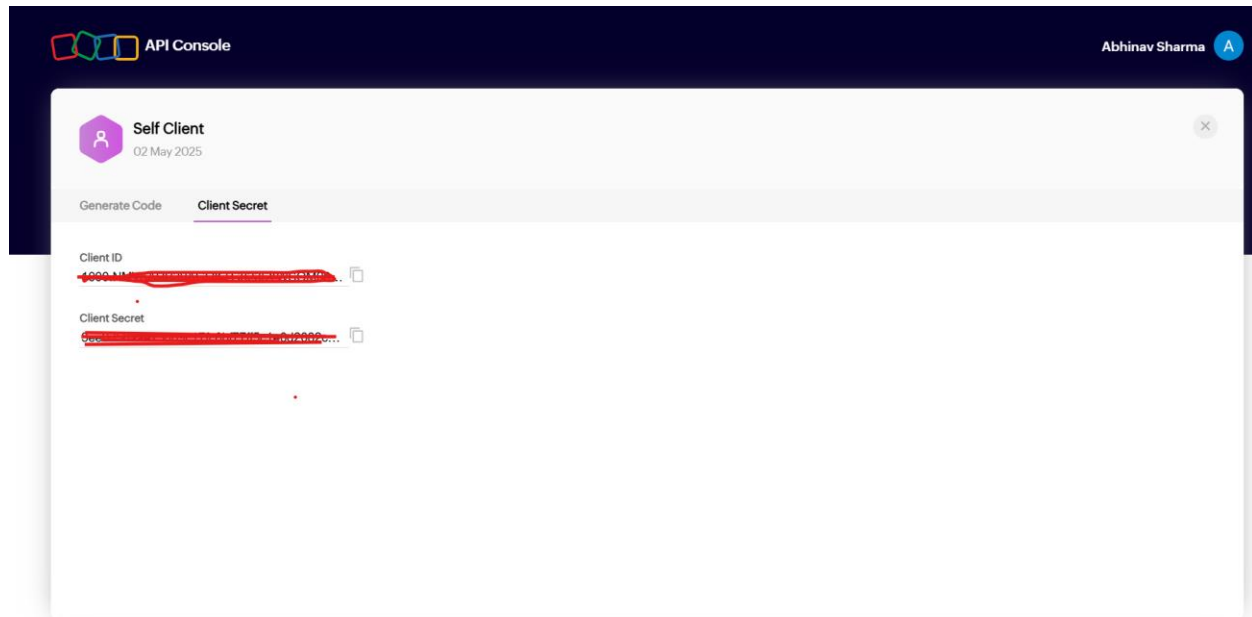 API Console
Abhinav Sharma A
Self Client
02 May 2025
Generate Code Client Secret
Client ID
Client Secret